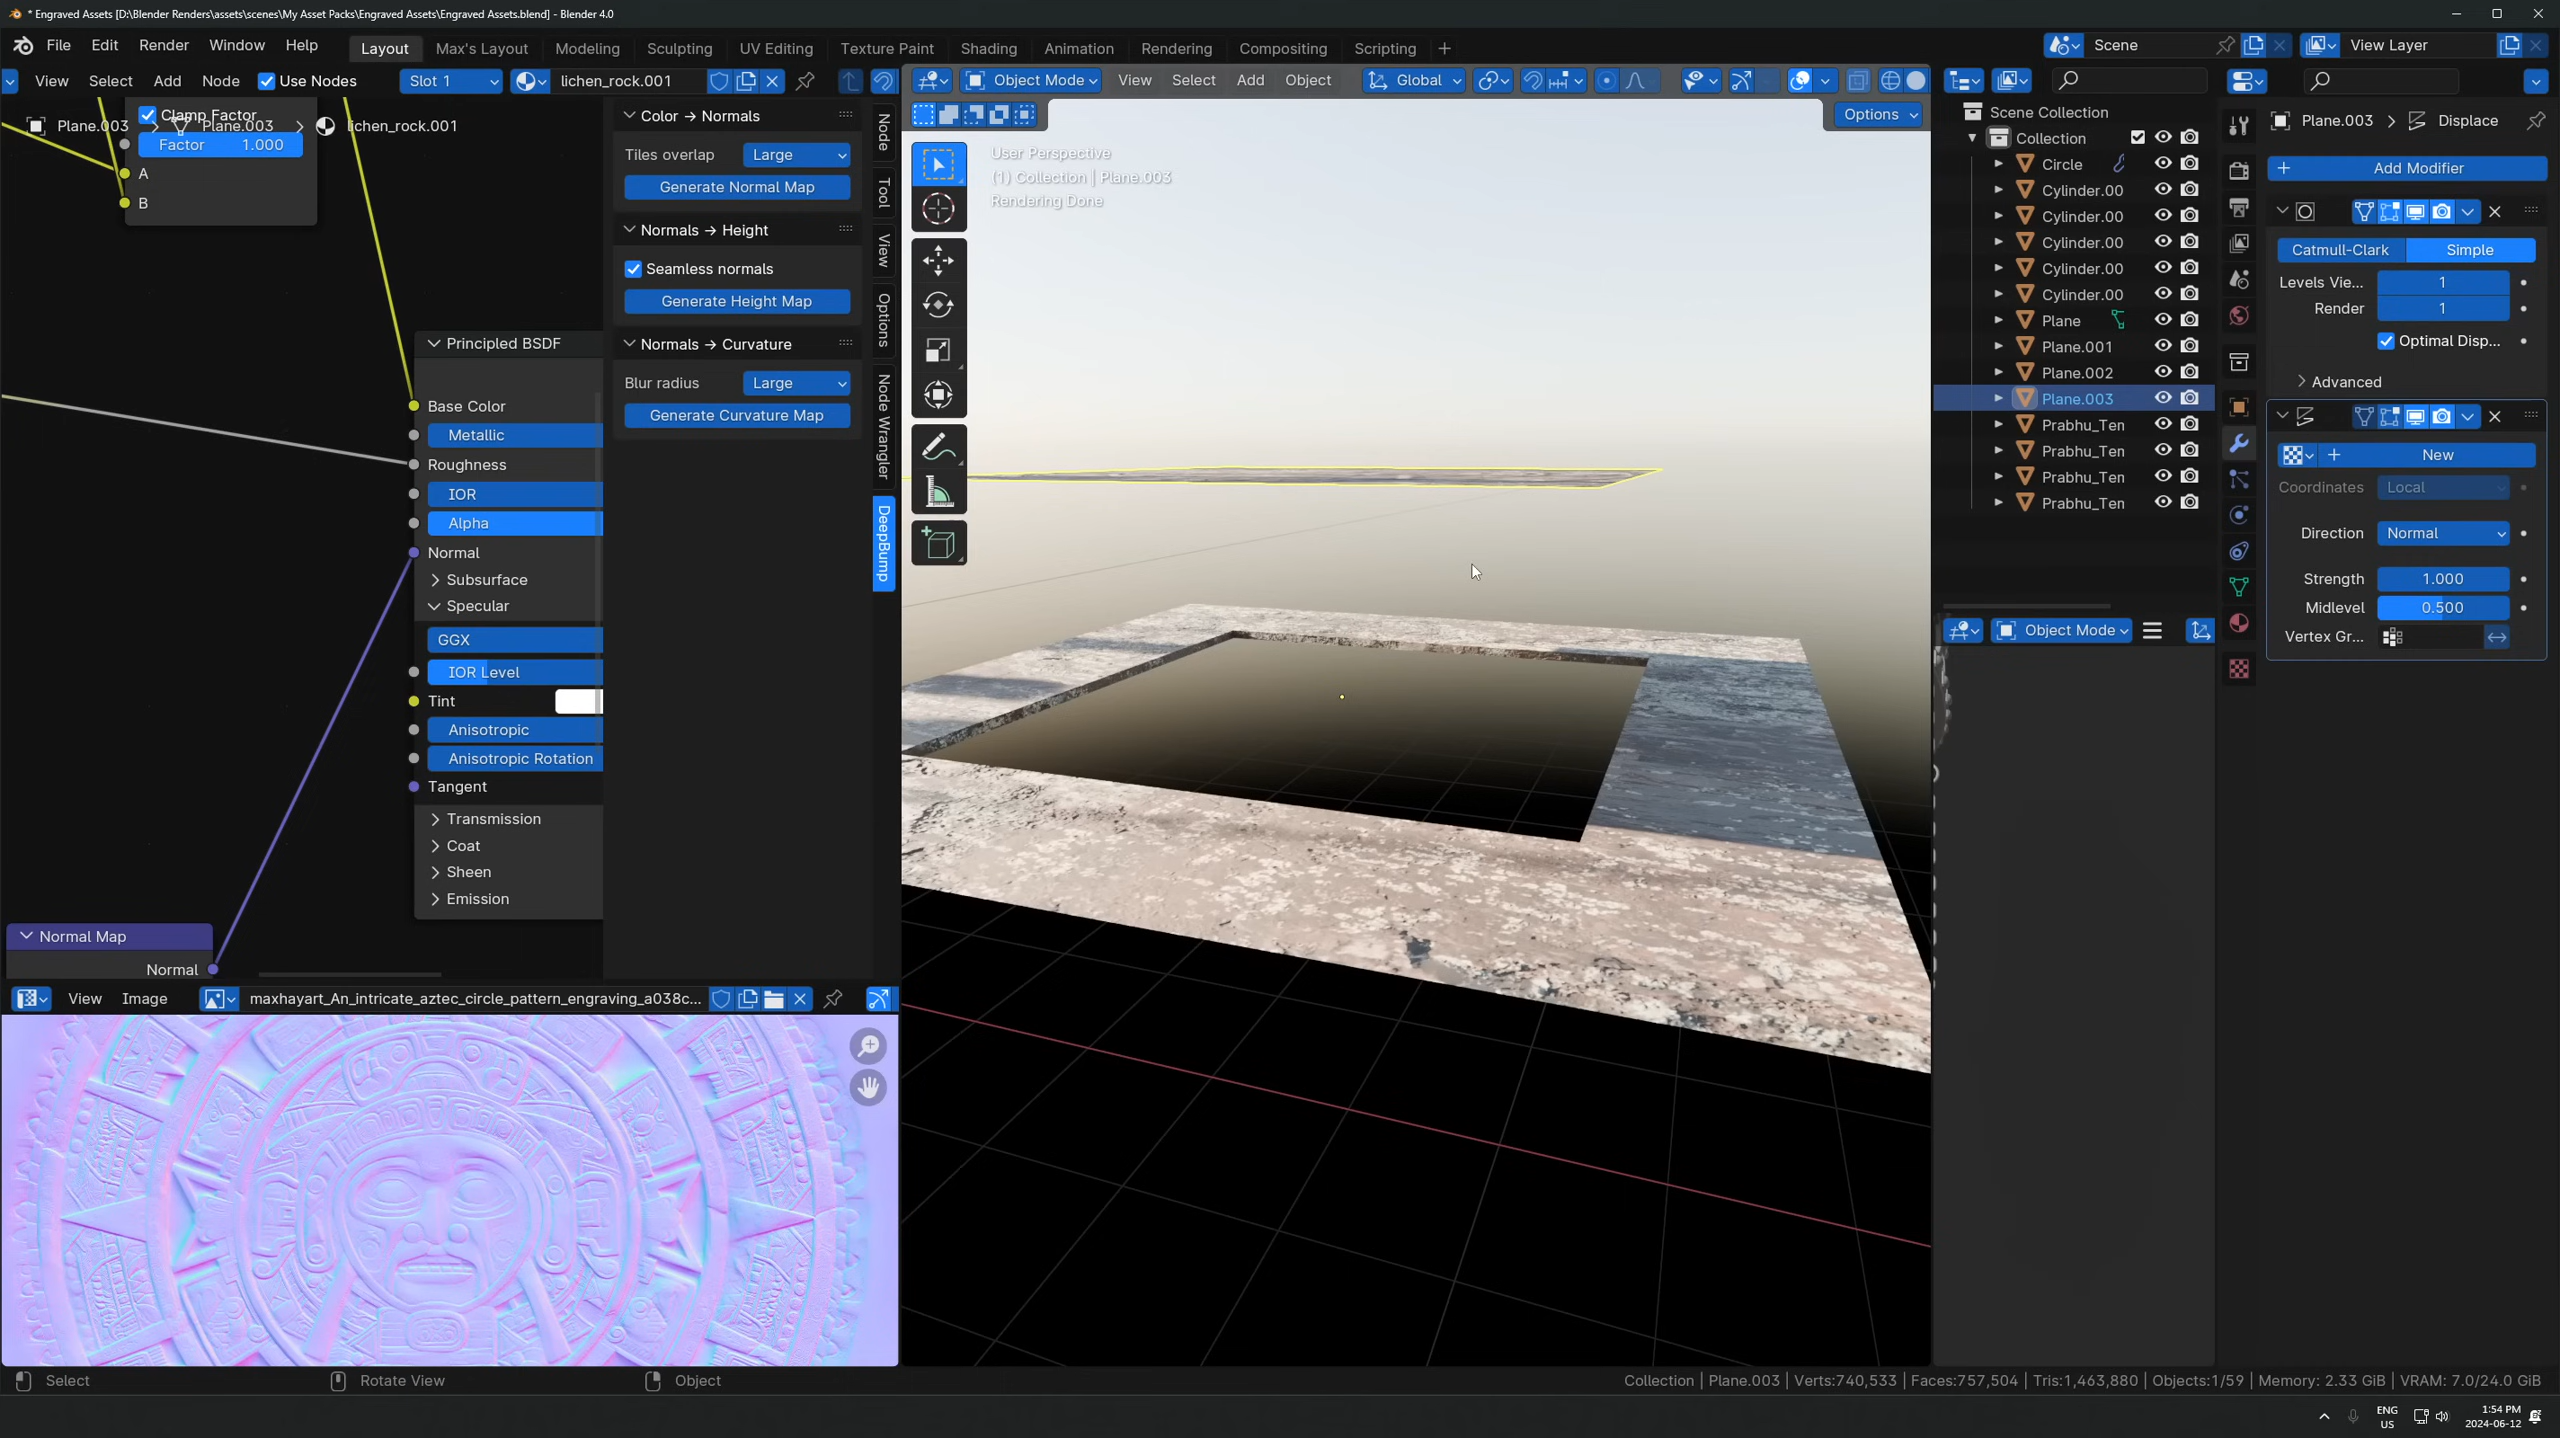 * Engraved Assets [D:\Blender Renders\assets\scenes\My Asset Packs\Engraved Assets\Engraved Assets.blend] - Blender 4.0
File Edit Render Window Help Layout Max's Layout Modeling Sculpting UV Editing Texture Paint Shading Animation Rendering Compositing Scripting + Scene View Layer
View Select Add Node Use Nodes Slot 1 lichen_rock.001
Clamp Factor
Plane.003 > Plane.003 > lichen_rock.001
Factor 1.000
A
B
Principled BSDF
Base Color
Metallic
Roughness
IOR
Alpha
Normal
Subsurface
Specular
GGX
IOR Level
Tint
Anisotropic
Anisotropic Rotation
Tangent
Transmission
Coat
Sheen
Emission
Normal Map
Normal
Color → Normals
Tiles overlap Large
Generate Normal Map
Normals → Height
Seamless normals
Generate Height Map
Normals → Curvature
Blur radius Large
Generate Curvature Map
Node
Tool
View
Options
Node Wrangler
DeepBump
View Image maxhayart_An_intricate_aztec_circle_pattern_engraving_a038c...
Object Mode View Select Add Object Global
Options
User Perspective
(1) Collection | Plane.003
Rendering Done
Scene Collection
Collection
Circle
Cylinder.00
Cylinder.00
Cylinder.00
Cylinder.00
Cylinder.00
Plane
Plane.001
Plane.002
Plane.003
Prabhu_Ten
Prabhu_Ten
Prabhu_Ten
Prabhu_Ten
Object Mode
Plane.003 > Displace
+ Add Modifier
Catmull-Clark Simple
Levels Vie... 1
Render 1
Optimal Disp...
Advanced
+ New
Coordinates Local
Direction Normal
Strength 1.000
Midlevel 0.500
Vertex Gr...
Select Rotate View Object
Collection | Plane.003 | Verts:740,533 | Faces:757,504 | Tris:1,463,880 | Objects:1/59 | Memory: 2.33 GiB | VRAM: 7.0/24.0 GiB
ENG
US
1:54 PM
2024-06-12